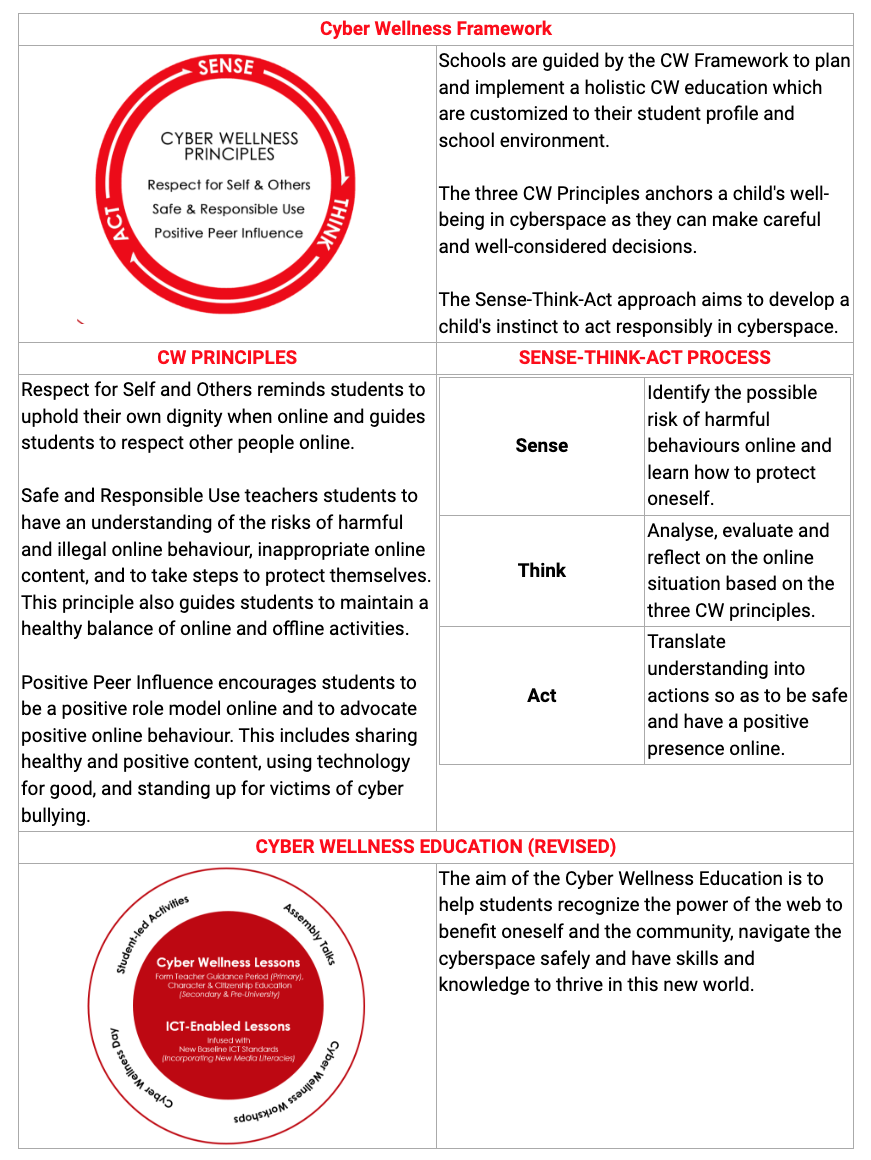 Cyber Wellness Framework
SENSE
THINK
ACT
CYBER WELLNESS
PRINCIPLES
Respect for Self & Others
Safe & Responsible Use
Positive Peer Influence
Schools are guided by the CW Framework to plan
and implement a holistic CW education which
are customized to their student profile and
school environment.
The three CW Principles anchors a child's well-
being in cyberspace as they can make careful
and well-considered decisions.
The Sense-Think-Act approach aims to develop a
child's instinct to act responsibly in cyberspace.
CW PRINCIPLES
Respect for Self and Others reminds students to
uphold their own dignity when online and guides
students to respect other people online.
Safe and Responsible Use teachers students to
have an understanding of the risks of harmful
and illegal online behaviour, inappropriate online
content, and to take steps to protect themselves.
This principle also guides students to maintain a
healthy balance of online and offline activities.
Positive Peer Influence encourages students to
be a positive role model online and to advocate
positive online behaviour. This includes sharing
healthy and positive content, using technology
for good, and standing up for victims of cyber
bullying.
SENSE-THINK-ACT PROCESS
Sense
Identify the possible
risk of harmful
behaviours online and
learn how to protect
oneself.
Think
Analyse, evaluate and
reflect on the online
situation based on the
three CW principles.
Act
Translate
understanding into
actions so as to be safe
and have a positive
presence online.
CYBER WELLNESS EDUCATION (REVISED)
Student-led Activities
Assembly Talks
Cyber Wellness Workshops
Cyber Wellness Day
Cyber Wellness Lessons
Form Teacher Guidance Period (Primary),
Character & Citizenship Education
(Secondary & Pre-University)
ICT-Enabled Lessons
Infused with
New Baseline ICT Standards
(Incorporating New Media Literacies)
The aim of the Cyber Wellness Education is to
help students recognize the power of the web to
benefit oneself and the community, navigate the
cyberspace safely and have skills and
knowledge to thrive in this new world.